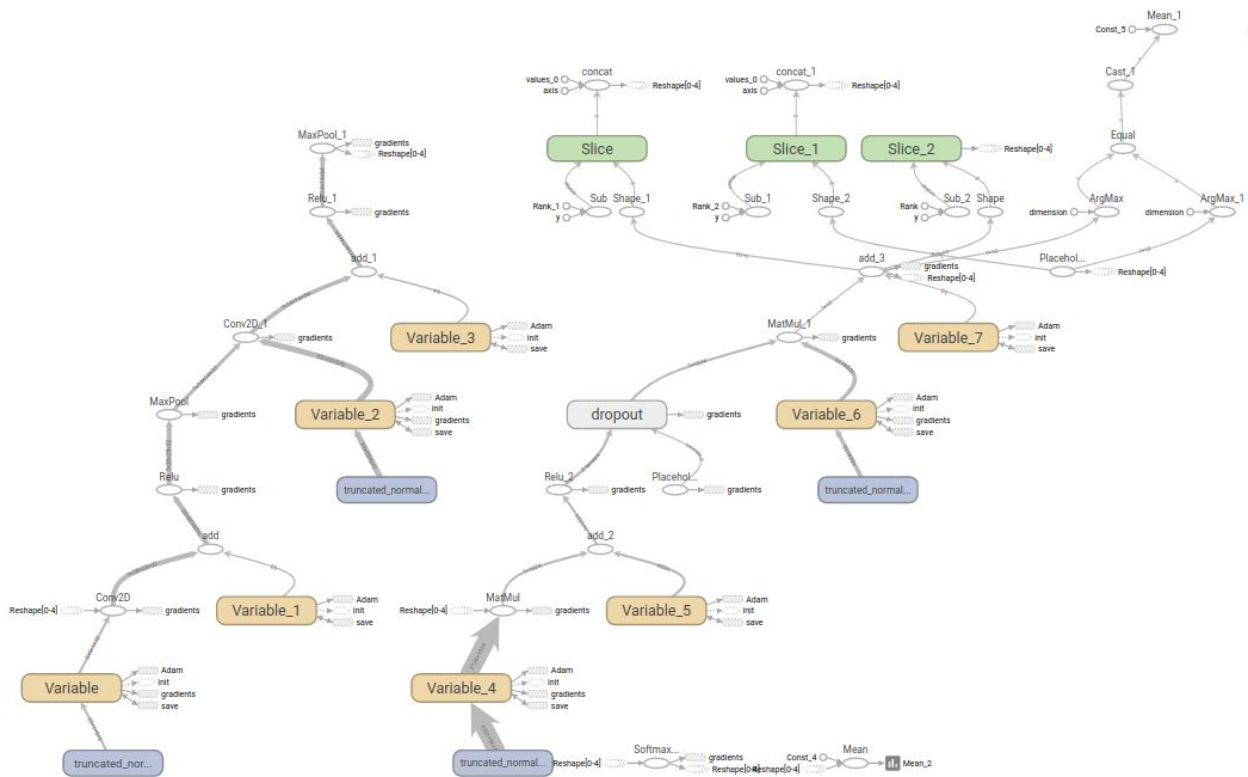 Mean_1
Const_5
concat
concat_1
Cast_1
values_0
axis
Reshape[0-4]
values_0
axis
Reshape[0-4]
MaxPool_1
gradients
Reshape[0-4]
Slice
Slice_1
Slice_2
Reshape[0-4]
Equal
Relu_1
gradients
Rank_1
y
Sub
Shape_1
Rank_2
y
Sub_1
Shape_2
Rank
y
Sub_2
Shape
dimension
ArgMax
dimension
ArgMax_1
add_1
add_3
gradients
Reshape[0-4]
Placehol...
Reshape[0-4]
Conv2D_1
gradients
Variable_3
Adam
init
save
MatMul_1
gradients
Variable_7
Adam
init
save
MaxPool
gradients
Variable_2
Adam
init
gradients
save
dropout
gradients
Variable_6
Adam
init
gradients
save
Relu
gradients
truncated_normal...
Relu_2
gradients
Placehol...
gradients
truncated_normal...
add
add_2
Reshape[0-4]
Conv2D
gradients
Variable_1
Adam
init
save
Reshape[0-4]
MatMul
gradients
Variable_5
Adam
init
save
Variable
Adam
init
gradients
save
Variable_4
Adam
init
gradients
save
truncated_nor...
truncated_normal...
Reshape[0-4]
Softmax...
gradients
Reshape[0-4]
Const_4
Reshape[0-4]
Mean
Mean_2